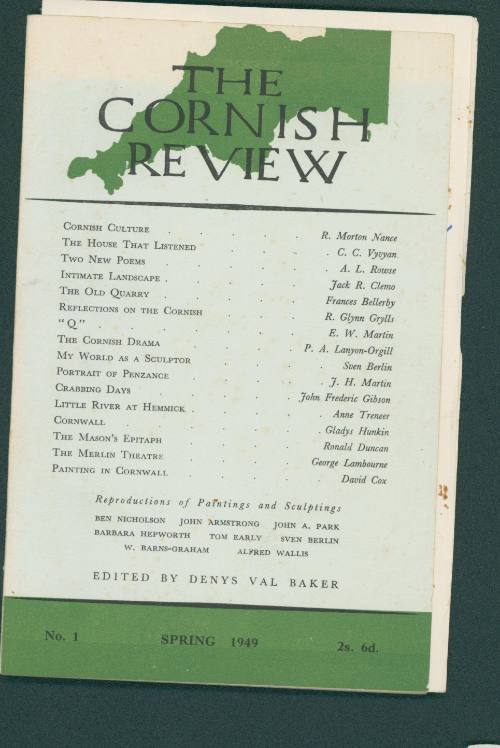 THE
CORNISH
REVIEW
CORNISH CULTURE . . . . . R. Morton Nance
THE HOUSE THAT LISTENED . . . . C. C. Vyvyan
TWO NEW POEMS . . . . . A. L. Rowse
INTIMATE LANDSCAPE . . . . . Jack R. Clemo
THE OLD QUARRY . . . . . Frances Bellerby
REFLECTIONS ON THE CORNISH . . . . R. Glynn Grylls
"Q" . . . . . . E. W. Martin
THE CORNISH DRAMA . . . . P. A. Lanyon-Orgill
MY WORLD AS A SCULPTOR . . . . Sven Berlin
PORTRAIT OF PENZANCE . . . . J. H. Martin
CRABBING DAYS . . . . John Frederic Gibson
LITTLE RIVER AT HEMMICK . . . . . Anne Treneer
CORNWALL . . . . . Gladys Hunkin
THE MASON'S EPITAPH . . . . Ronald Duncan
THE MERLIN THEATRE . . . . George Lambourne
PAINTING IN CORNWALL . . . . David Cox
Reproductions of Paintings and Sculptings
BEN NICHOLSON JOHN ARMSTRONG JOHN A. PARK
BARBARA HEPWORTH TOM EARLY SVEN BERLIN
W. BARNS-GRAHAM ALFRED WALLIS
EDITED BY DENYS VAL BAKER
No. 1 SPRING 1949 2s. 6d.